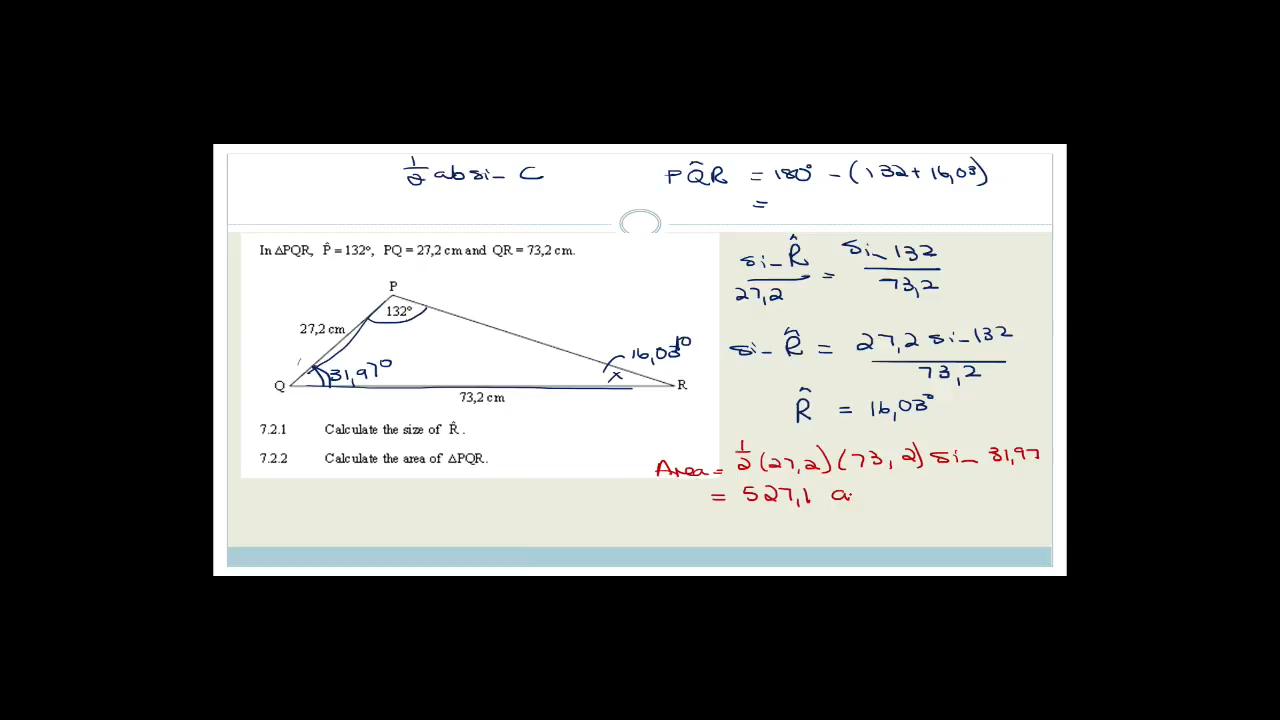 ½ ab sin C
PQ̂R = 180° - (132 + 16,03)
=
In ΔPQR, P̂ = 132°, PQ = 27,2 cm and QR = 73,2 cm.
P
132°
27,2 cm
16,03°
31,97°
Q
x
R
73,2 cm
7.2.1 Calculate the size of R̂.
7.2.2 Calculate the area of ΔPQR.
sin R̂ / 27,2 = sin 132 / 73,2
sin R̂ = 27,2 sin 132 / 73,2
R̂ = 16,03°
Area = ½ (27,2) (73,2) sin 31,97
= 527,1